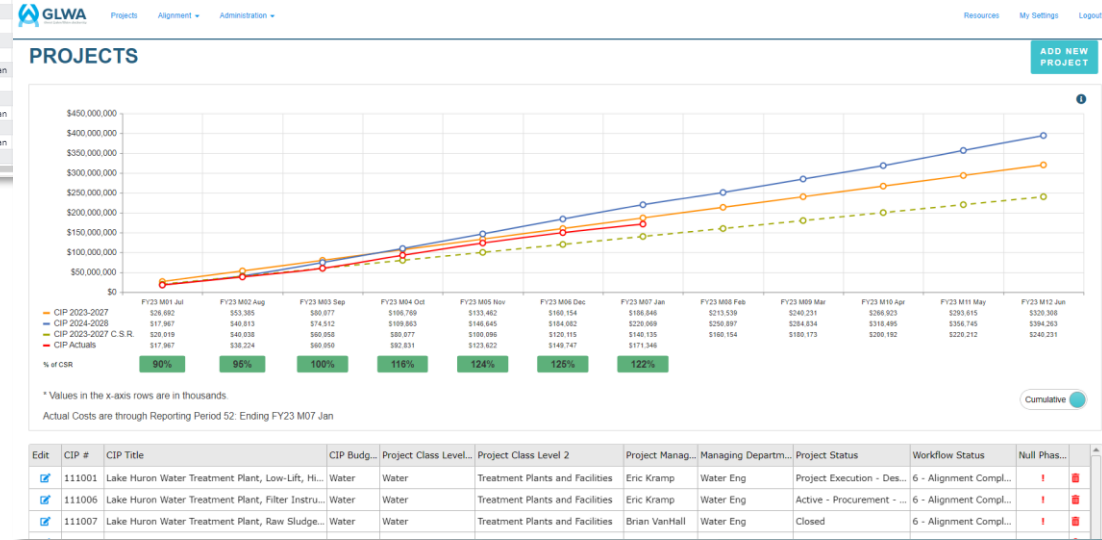 an
an
an
GLWA
Projects Alignment Administration Resources My Settings Logout
PROJECTS
ADD NEW PROJECT
$450,000,000
$400,000,000
$350,000,000
$300,000,000
$250,000,000
$200,000,000
$150,000,000
$100,000,000
$50,000,000
$0
FY23 M01 Jul FY23 M02 Aug FY23 M03 Sep FY23 M04 Oct FY23 M05 Nov FY23 M06 Dec FY23 M07 Jan FY23 M08 Feb FY23 M09 Mar FY23 M10 Apr FY23 M11 May FY23 M12 Jun
CIP 2023-2027 $26,692 $53,385 $80,077 $106,769 $133,462 $160,154 $186,846 $213,539 $240,231 $266,923 $293,615 $320,308
CIP 2024-2028 $17,967 $40,813 $74,512 $109,863 $146,645 $184,082 $220,069 $250,897 $284,834 $318,495 $356,745 $394,263
CIP 2023-2027 C.S.R. $20,019 $40,038 $60,058 $80,077 $100,096 $120,115 $140,135 $160,154 $180,173 $200,192 $220,212 $240,231
CIP Actuals $17,967 $38,224 $60,050 $92,831 $123,622 $149,747 $171,346
% of CSR 90% 95% 100% 116% 124% 125% 122%
* Values in the x-axis rows are in thousands.
Cumulative
Actual Costs are through Reporting Period 52: Ending FY23 M07 Jan
Edit CIP # CIP Title CIP Budg... Project Class Level... Project Class Level 2 Project Manag... Managing Departm... Project Status Workflow Status Null Phas...
111001 Lake Huron Water Treatment Plant, Low-Lift, Hi... Water Water Treatment Plants and Facilities Eric Kramp Water Eng Project Execution - Des... 6 - Alignment Compl... !
111006 Lake Huron Water Treatment Plant, Filter Instru... Water Water Treatment Plants and Facilities Eric Kramp Water Eng Active - Procurement - ... 6 - Alignment Compl... !
111007 Lake Huron Water Treatment Plant, Raw Sludge... Water Water Treatment Plants and Facilities Brian VanHall Water Eng Closed 6 - Alignment Compl... !